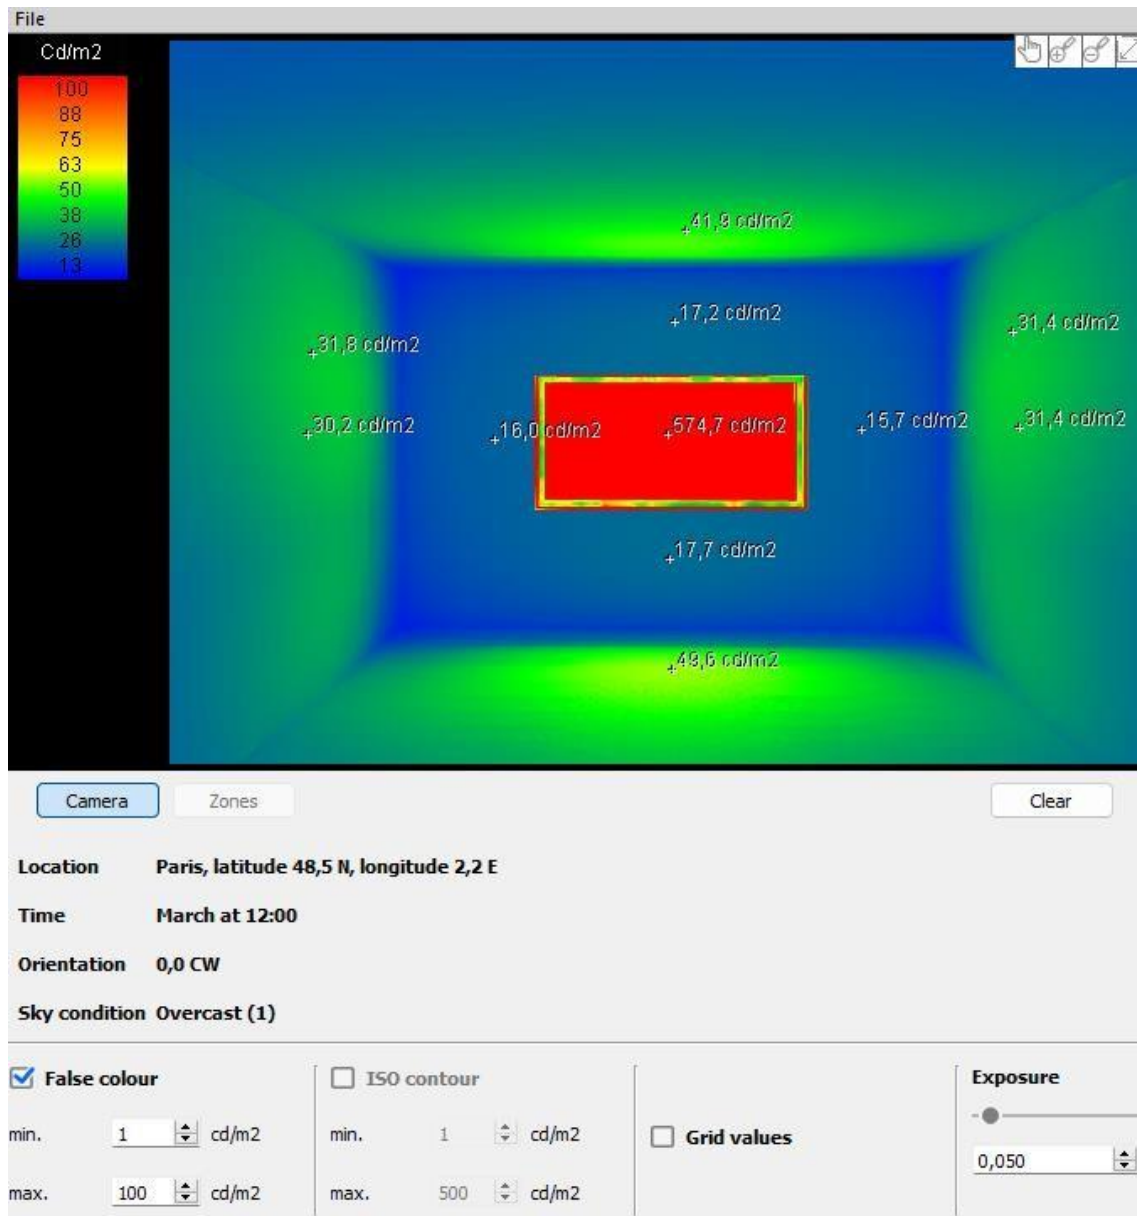 File
Cd/m2
100
88
75
63
50
38
26
13
41,9 cd/m2
17,2 cd/m2
31,4 cd/m2
31,8 cd/m2
30,2 cd/m2
16,0 cd/m2
574,7 cd/m2
15,7 cd/m2
31,4 cd/m2
17,7 cd/m2
49,6 cd/m2
Camera Zones Clear
Location Paris, latitude 48,5 N, longitude 2,2 E
Time March at 12:00
Orientation 0,0 CW
Sky condition Overcast (1)
False colour ISO contour Exposure
min. 1 cd/m2 min. 1 cd/m2 Grid values 0,050
max. 100 cd/m2 max. 500 cd/m2